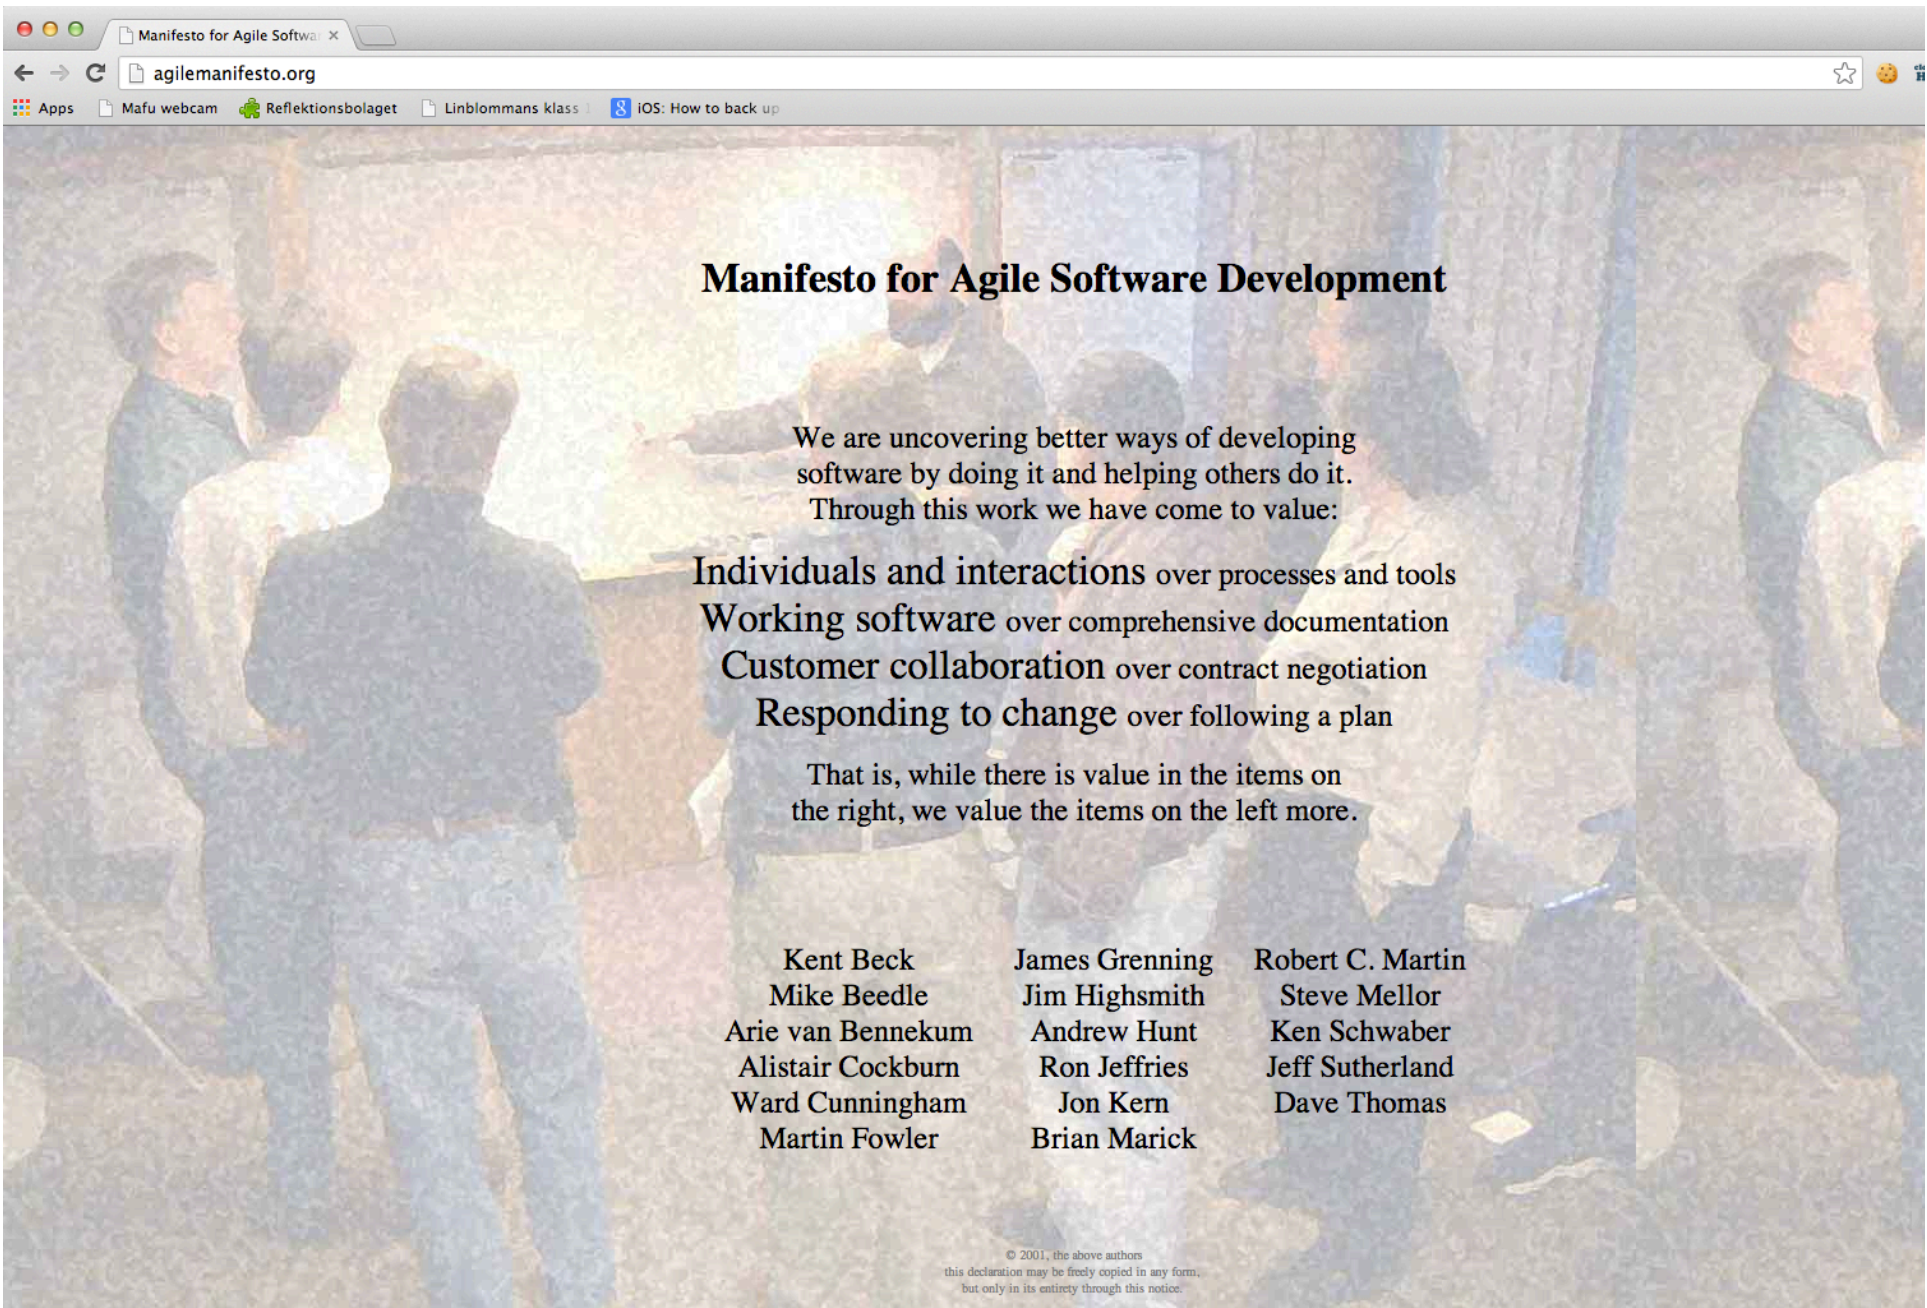 Manifesto for Agile Softwa
agilemanifesto.org
Apps Mafu webcam Reflektionsbolaget Linblommans klass iOS: How to back up
Manifesto for Agile Software Development
We are uncovering better ways of developing
software by doing it and helping others do it.
Through this work we have come to value:
Individuals and interactions over processes and tools
Working software over comprehensive documentation
Customer collaboration over contract negotiation
Responding to change over following a plan
That is, while there is value in the items on
the right, we value the items on the left more.
Kent Beck James Grenning Robert C. Martin
Mike Beedle Jim Highsmith Steve Mellor
Arie van Bennekum Andrew Hunt Ken Schwaber
Alistair Cockburn Ron Jeffries Jeff Sutherland
Ward Cunningham Jon Kern Dave Thomas
Martin Fowler Brian Marick
© 2001, the above authors
this declaration may be freely copied in any form,
but only in its entirety through this notice.